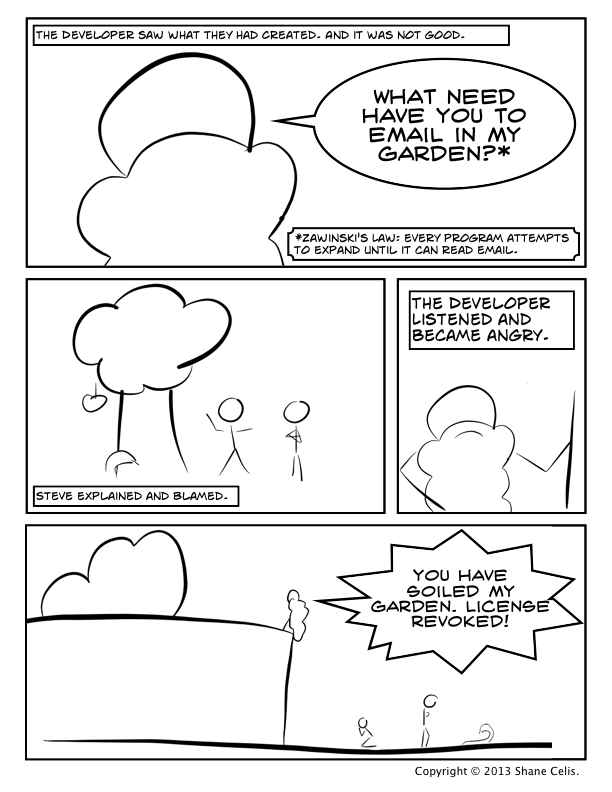 THE DEVELOPER SAW WHAT THEY HAD CREATED. AND IT WAS NOT GOOD.
WHAT NEED
HAVE YOU TO
EMAIL IN MY
GARDEN?*
*ZAWINSKI'S LAW: EVERY PROGRAM ATTEMPTS
TO EXPAND UNTIL IT CAN READ EMAIL.
STEVE EXPLAINED AND BLAMED.
THE DEVELOPER
LISTENED AND
BECAME ANGRY.
YOU HAVE
SOILED MY
GARDEN. LICENSE
REVOKED!
Copyright © 2013 Shane Celis.